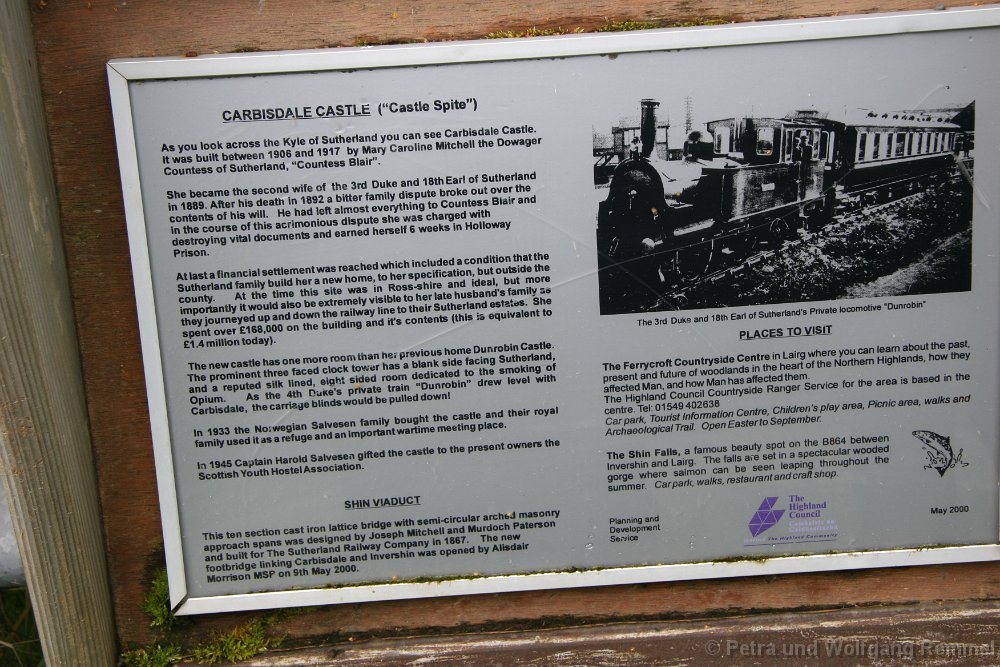 CARBISDALE CASTLE ("Castle Spite")
As you look across the Kyle of Sutherland you can see Carbisdale Castle.
It was built between 1906 and 1917 by Mary Caroline Mitchell the Dowager
Countess of Sutherland, "Countess Blair".
She became the second wife of the 3rd Duke and 18th Earl of Sutherland
in 1889. After his death in 1892 a bitter family dispute broke out over the
contents of his will. He had left almost everything to Countess Blair and
in the course of this acrimonious dispute she was charged with
destroying vital documents and earned herself 6 weeks in Holloway
Prison.
At last a financial settlement was reached which included a condition that the
Sutherland family build her a new home, to her specification, but outside the
county. At the time this site was in Ross-shire and ideal, but more
importantly it would also be extremely visible to her late husband's family as
they journeyed up and down the railway line to their Sutherland estates. She
spent over £168,000 on the building and it's contents (this is equivalent to
£1.4 million today).
The new castle has one more room than her previous home Dunrobin Castle.
The prominent three faced clock tower has a blank side facing Sutherland,
and a reputed silk lined, eight sided room dedicated to the smoking of
Opium. As the 4th Duke's private train "Dunrobin" drew level with
Carbisdale, the carriage blinds would be pulled down!
In 1933 the Norwegian Salvesen family bought the castle and their royal
family used it as a refuge and an important wartime meeting place.
In 1945 Captain Harold Salvesen gifted the castle to the present owners the
Scottish Youth Hostel Association.
SHIN VIADUCT
This ten section cast iron lattice bridge with semi-circular arched masonry
approach spans was designed by Joseph Mitchell and Murdoch Paterson
and built for The Sutherland Railway Company in 1867. The new
footbridge linking Carbisdale and Invershin was opened by Alisdair
Morrison MSP on 9th May 2000.
The 3rd Duke and 18th Earl of Sutherland's Private locomotive "Dunrobin"
PLACES TO VISIT
The Ferrycroft Countryside Centre in Lairg where you can learn about the past,
present and future of woodlands in the heart of the Northern Highlands, how they
affected Man, and how Man has affected them.
The Highland Council Countryside Ranger Service for the area is based in the
centre. Tel: 01549 402638
Car park, Tourist Information Centre, Children's play area, Picnic area, walks and
Archaeological Trail. Open Easter to September.
The Shin Falls, a famous beauty spot on the B864 between
Invershin and Lairg. The falls are set in a spectacular wooded
gorge where salmon can be seen leaping throughout the
summer. Car park, walks, restaurant and craft shop.
Planning and
Development
Service
The
Highland
Council
Comhairle na
Gaidhealtachd
The Highland Community
May 2000
© Petra und Wolfgang Remmel